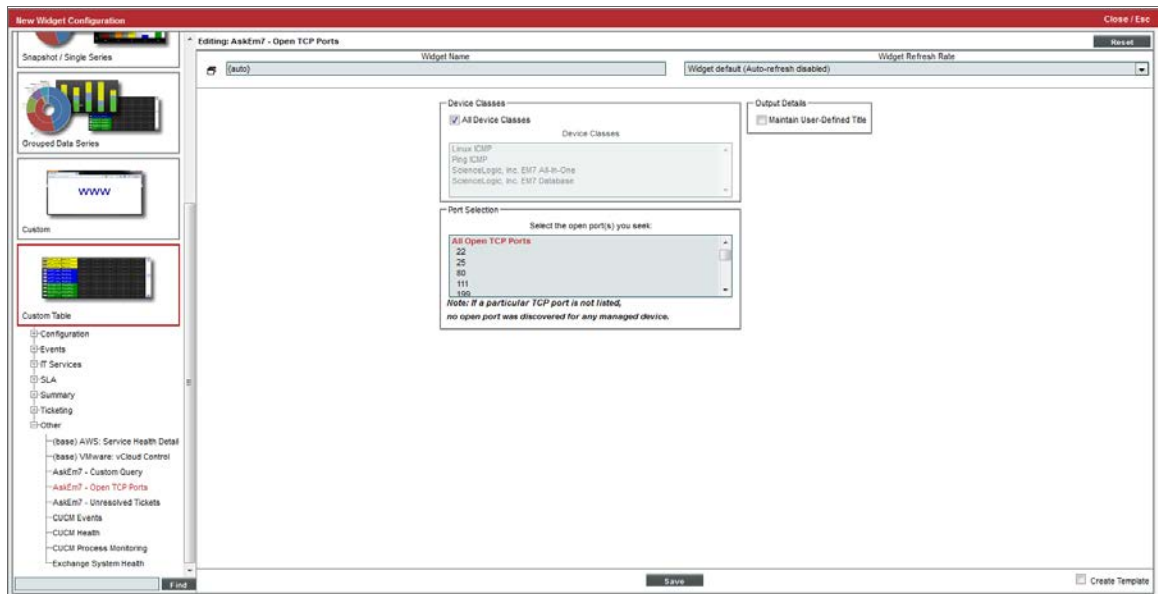 New Widget Configuration
Close / Esc
Snapshot / Single Series
Grouped Data Series
www
Custom
Custom Table
Configuration
Events
IT Services
SLA
Summary
Ticketing
Other
(base) AWS: Service Health Detail
(base) VMware: vCloud Control
AskEm7 - Custom Query
AskEm7 - Open TCP Ports
AskEm7 - Unresolved Tickets
CUCM Events
CUCM Health
CUCM Process Monitoring
Exchange System Health
Find
Editing: AskEm7 - Open TCP Ports
Reset
Widget Name
Widget Refresh Rate
(auto)
Widget default (Auto-refresh disabled)
Device Classes
All Device Classes
Device Classes
Linux ICMP
Ping ICMP
ScienceLogic, Inc. EM7 All-In-One
ScienceLogic, Inc. EM7 Database
Output Details
Maintain User-Defined Title
Port Selection
Select the open port(s) you seek:
All Open TCP Ports
22
25
80
111
199
Note: If a particular TCP port is not listed,
no open port was discovered for any managed device.
Save
Create Template